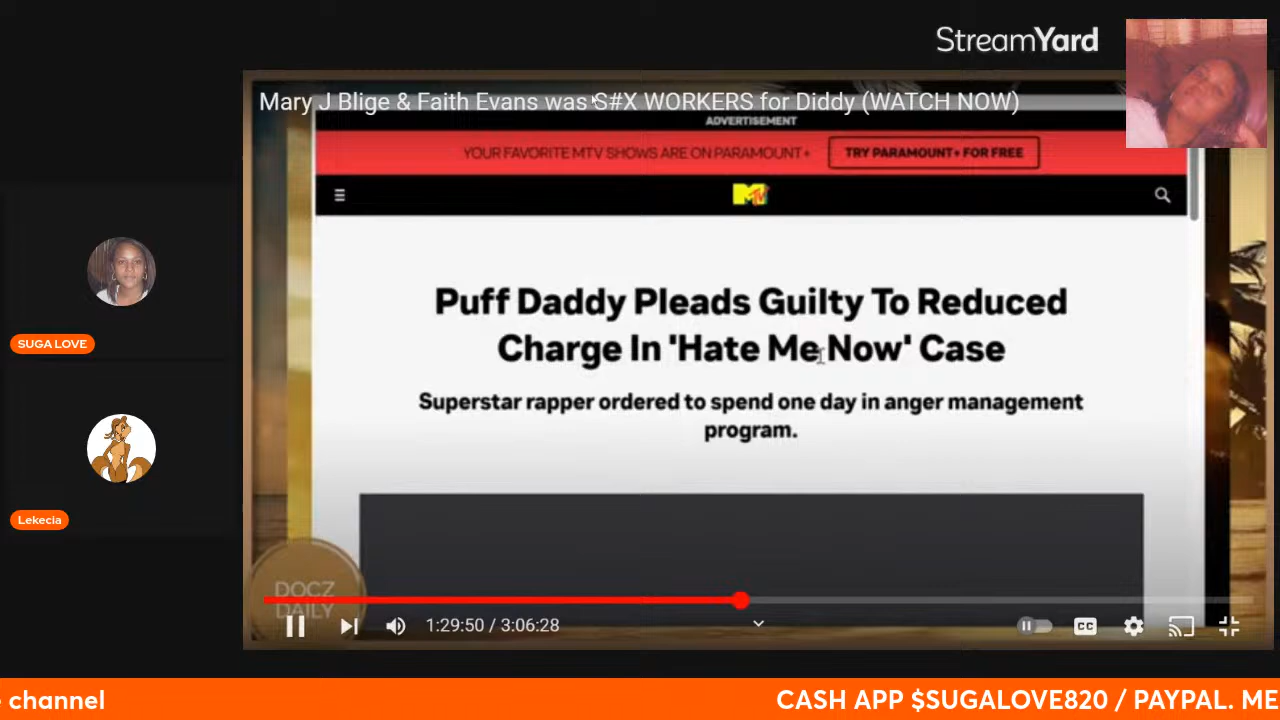 StreamYard
Mary J Blige & Faith Evans was S#X WORKERS for Diddy (WATCH NOW)
ADVERTISEMENT
YOUR FAVORITE MTV SHOWS ARE ON PARAMOUNT+
TRY PARAMOUNT+ FOR FREE
MTV
Puff Daddy Pleads Guilty To Reduced
Charge In 'Hate Me Now' Case
Superstar rapper ordered to spend one day in anger management
program.
SUGA LOVE
Lekecia
DOCZ
DAILY
1:29:50 / 3:06:28
CC
channel
CASH APP $SUGALOVE820 / PAYPAL. ME